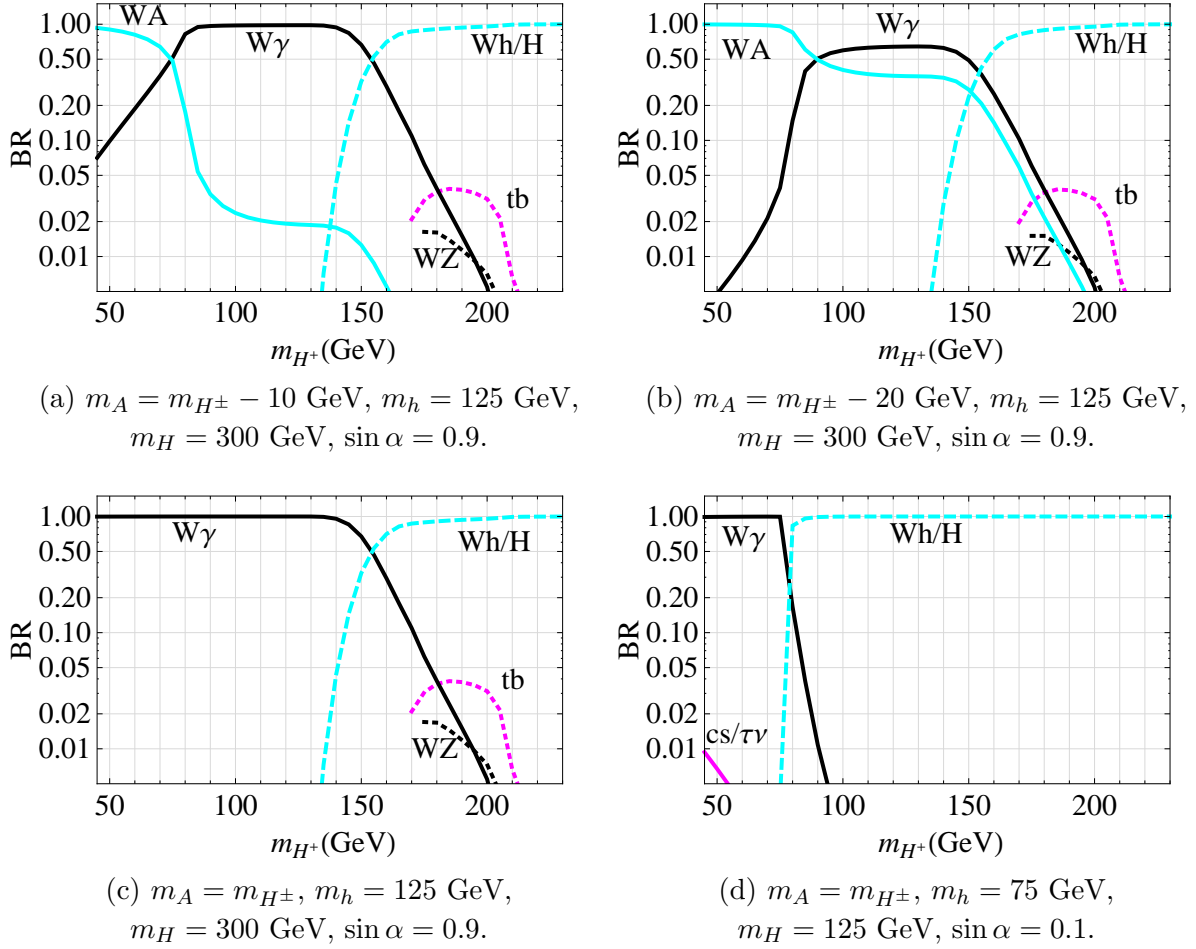 WA
Wγ
Wh/H
tb
WZ
BR
1.00
0.50
0.20
0.10
0.05
0.02
0.01
50 100 150 200
m_{H^+}(GeV)
(a) m_A = m_{H^±} − 10 GeV, m_h = 125 GeV,
m_H = 300 GeV, sin α = 0.9.
Wγ
WA
Wh/H
tb
WZ
BR
1.00
0.50
0.20
0.10
0.05
0.02
0.01
50 100 150 200
m_{H^+}(GeV)
(b) m_A = m_{H^±} − 20 GeV, m_h = 125 GeV,
m_H = 300 GeV, sin α = 0.9.
Wγ
Wh/H
tb
WZ
BR
1.00
0.50
0.20
0.10
0.05
0.02
0.01
50 100 150 200
m_{H^+}(GeV)
(c) m_A = m_{H^±}, m_h = 125 GeV,
m_H = 300 GeV, sin α = 0.9.
Wγ
Wh/H
cs/τν
BR
1.00
0.50
0.20
0.10
0.05
0.02
0.01
50 100 150 200
m_{H^+}(GeV)
(d) m_A = m_{H^±}, m_h = 75 GeV,
m_H = 125 GeV, sin α = 0.1.